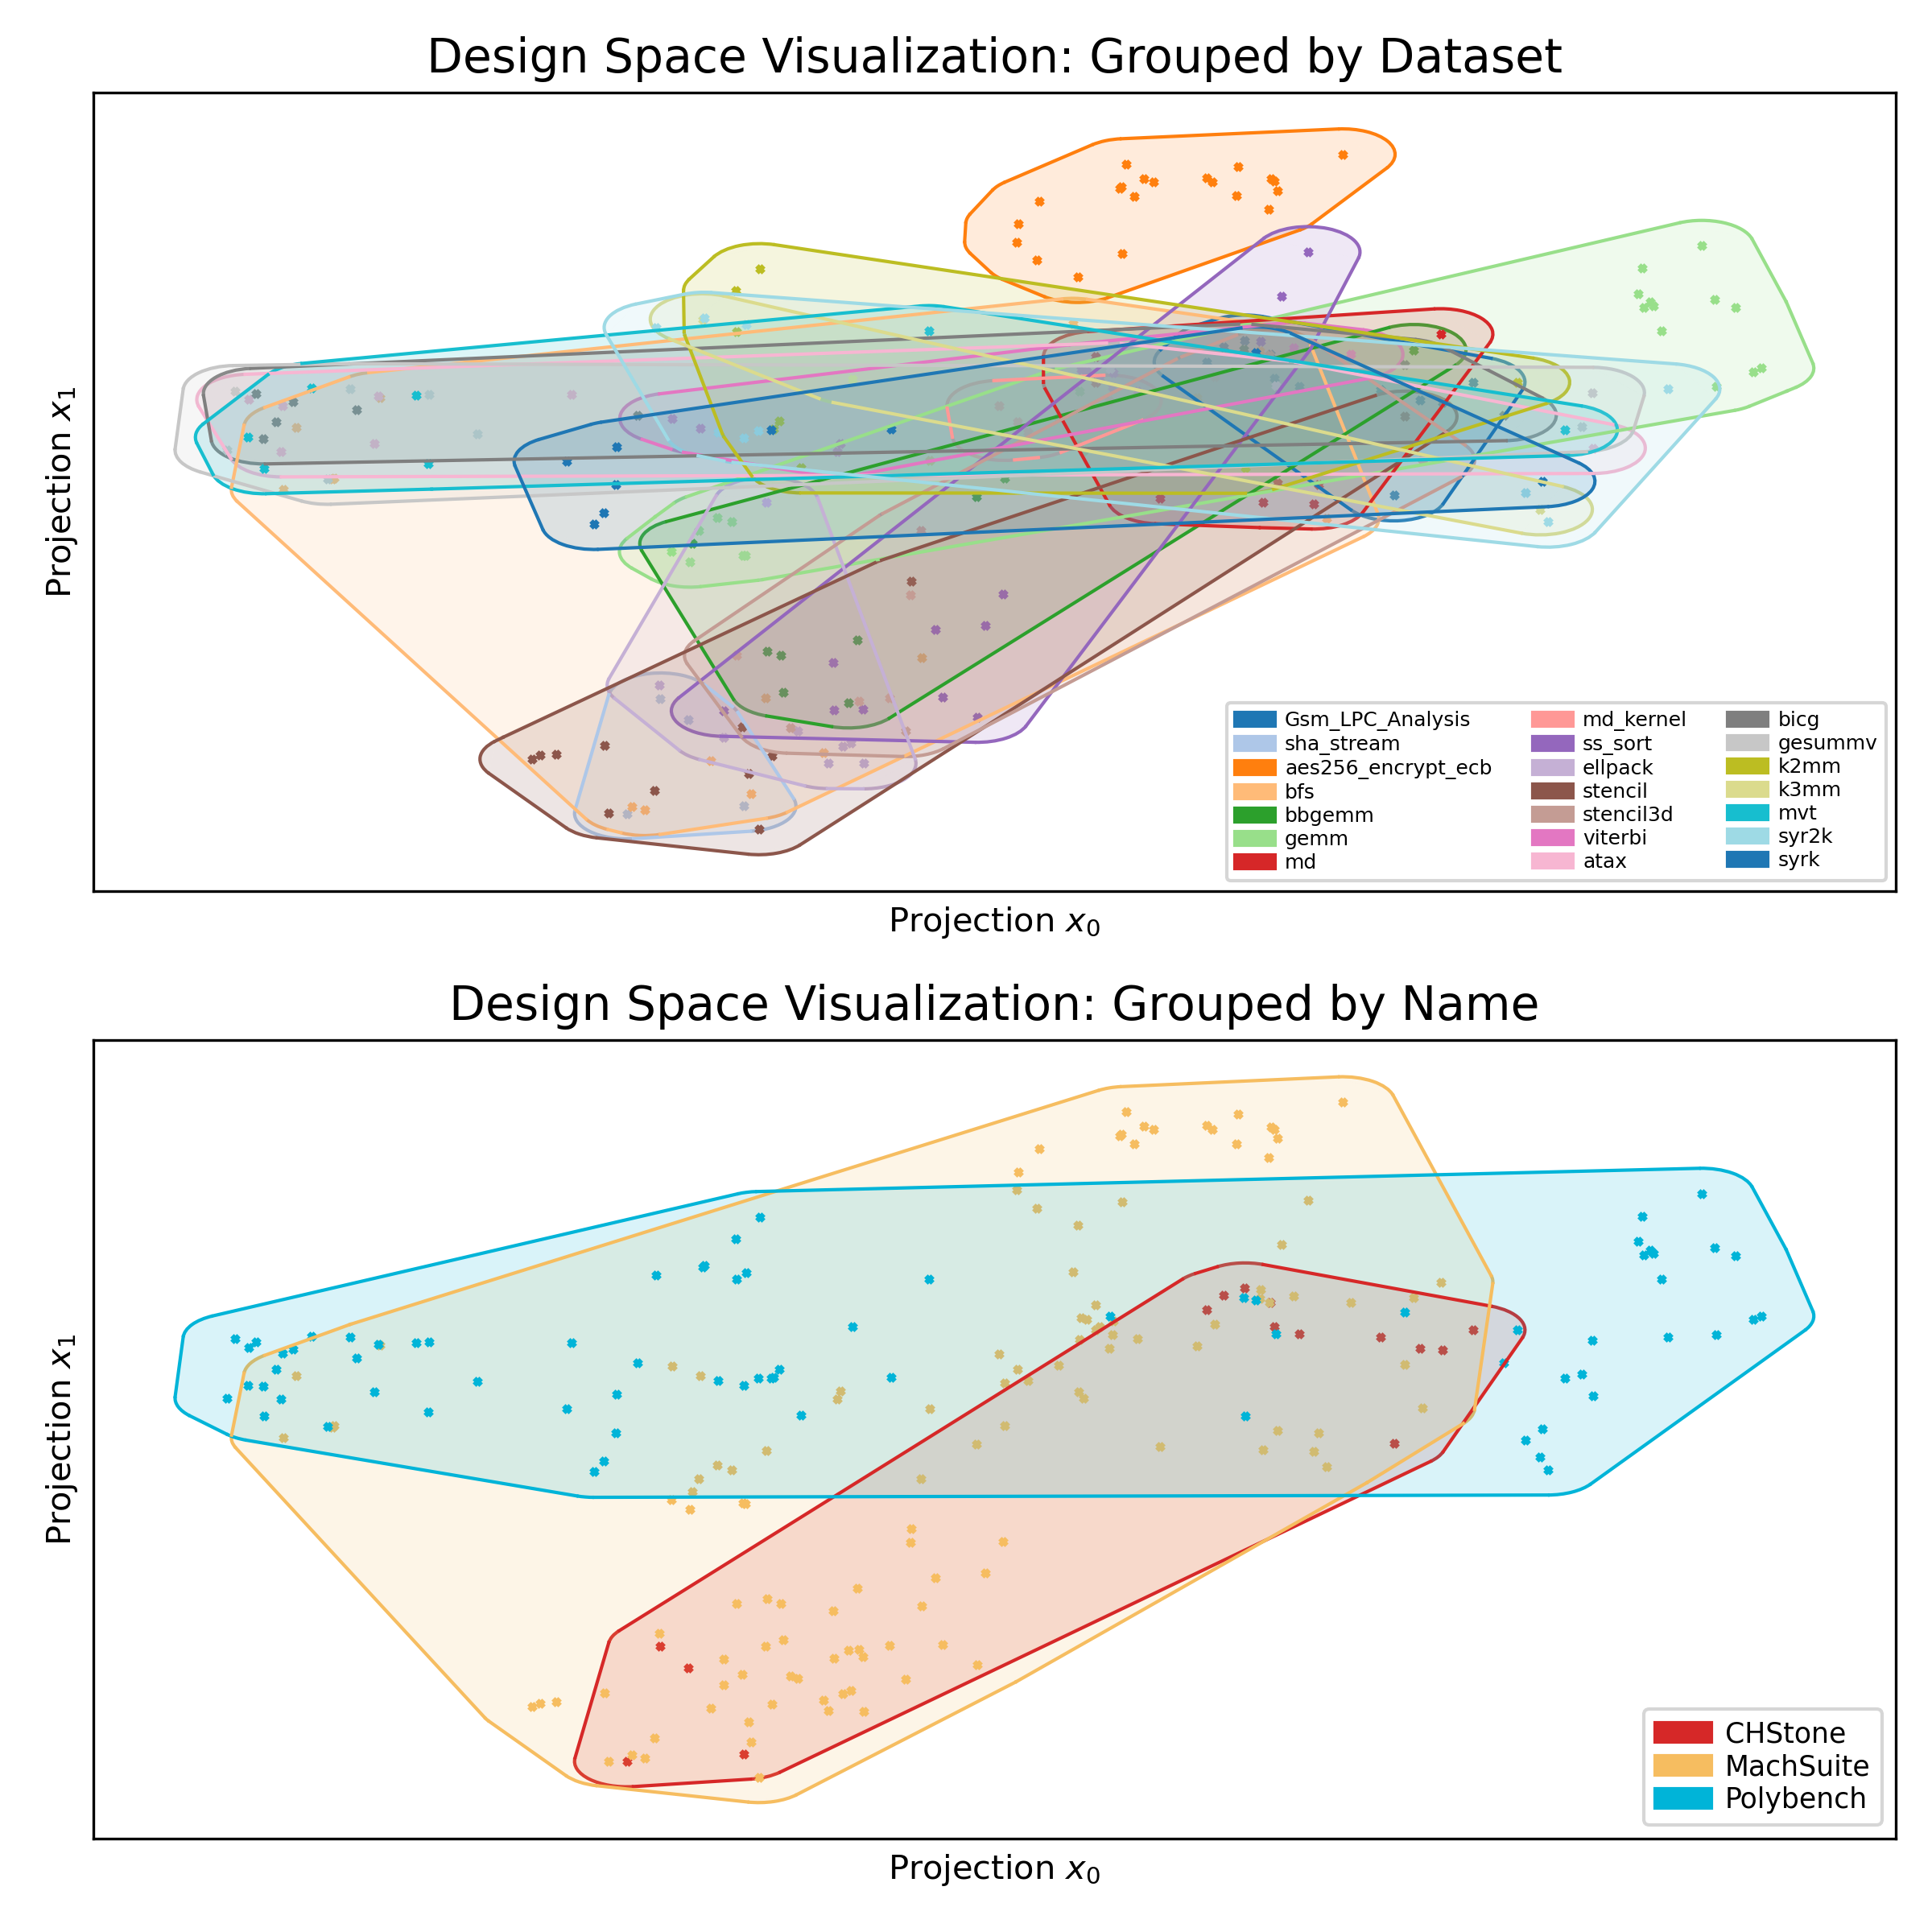 Design Space Visualization: Grouped by Dataset
Projection x₁
Gsm_LPC_Analysis
sha_stream
aes256_encrypt_ecb
bfs
bbgemm
gemm
md
md_kernel
ss_sort
ellpack
stencil
stencil3d
viterbi
atax
bicg
gesummv
k2mm
k3mm
mvt
syr2k
syrk
Projection x₀
Design Space Visualization: Grouped by Name
Projection x₁
CHStone
MachSuite
Polybench
Projection x₀